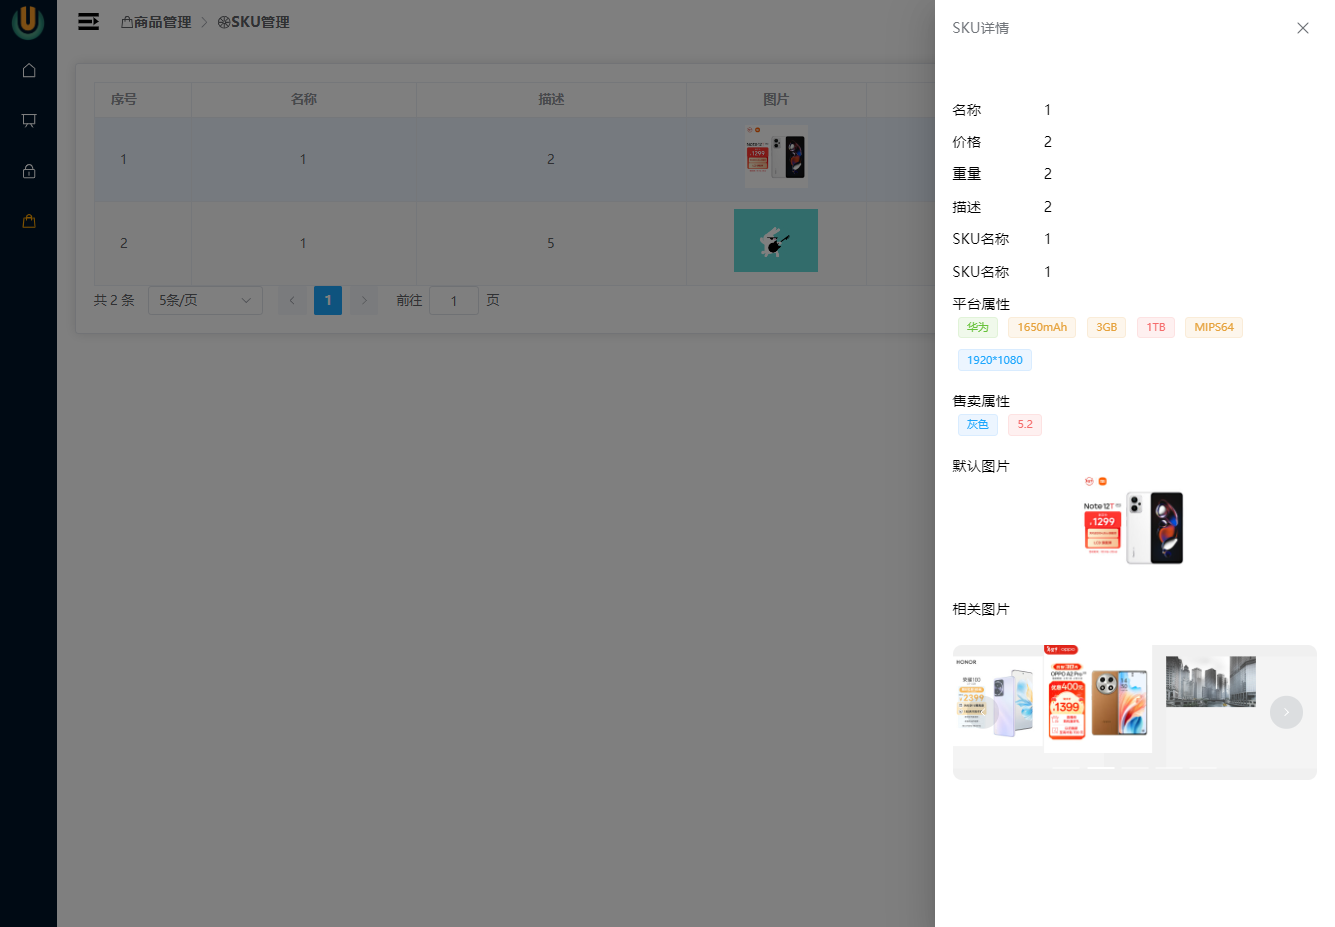 商品管理 > SKU管理
序号 名称 描述 图片
1 1 2
Note 12T
1299
2 1 5
共 2 条 5条/页 1 前往 1 页
SKU详情
名称 1
价格 2
重量 2
描述 2
SKU名称 1
SKU名称 1
平台属性
华为 1650mAh 3GB 1TB MIPS64
1920*1080
售卖属性
灰色 5.2
默认图片
Note 12T
1299
相关图片
HONOR
荣耀100
2399
oppo
OPPO A2 Pro
优惠400元
1399